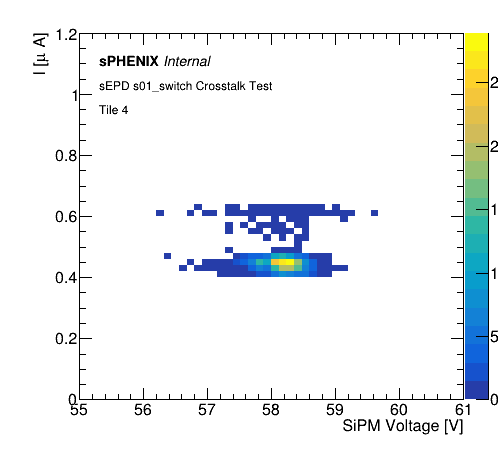 I [μ A]
1.2
1
0.8
0.6
0.4
0.2
0
sPHENIX Internal
sEPD s01_switch Crosstalk Test
Tile 4
2
2
1
1
5
0
55 56 57 58 59 60 61
SiPM Voltage [V]